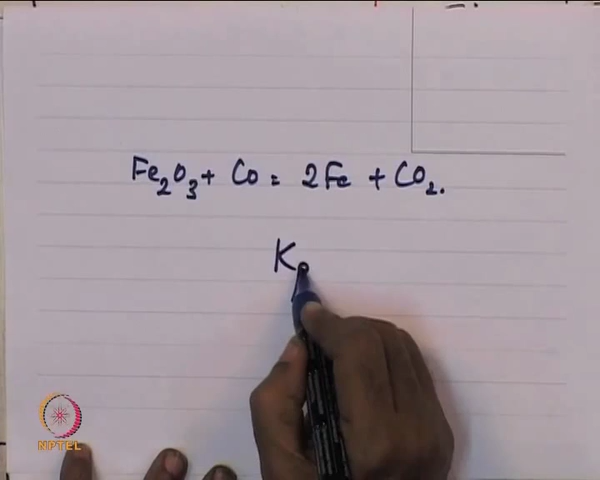 Fe2O3 + Co = 2Fe + CO2.
K
NPTEL